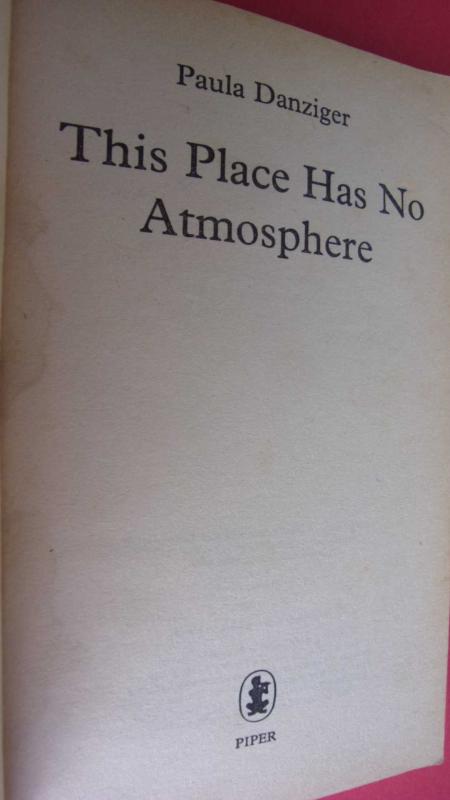 Paula Danziger
This Place Has No
Atmosphere
PIPER